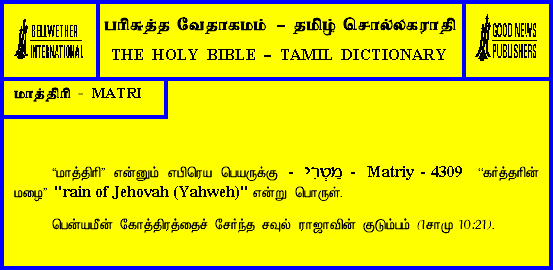 BELLWETHER
INTERNATIONAL
பரிசுத்த வேதாகமம் – தமிழ் சொல்லகராதி
THE HOLY BIBLE – TAMIL DICTIONARY
GOOD NEWS
PUBLISHERS
மாத்திரி - MATRI
“மாத்திரி” என்னும் எபிரெய பெயருக்கு - מַטְרִי - Matriy - 4309 “கர்த்தரின்
மழை” "rain of Jehovah (Yahweh)" என்று பொருள்.
பென்யமீன் கோத்திரத்தைச் சேர்ந்த சவுல் ராஜாவின் குடும்பம் (1சாமு 10:21).